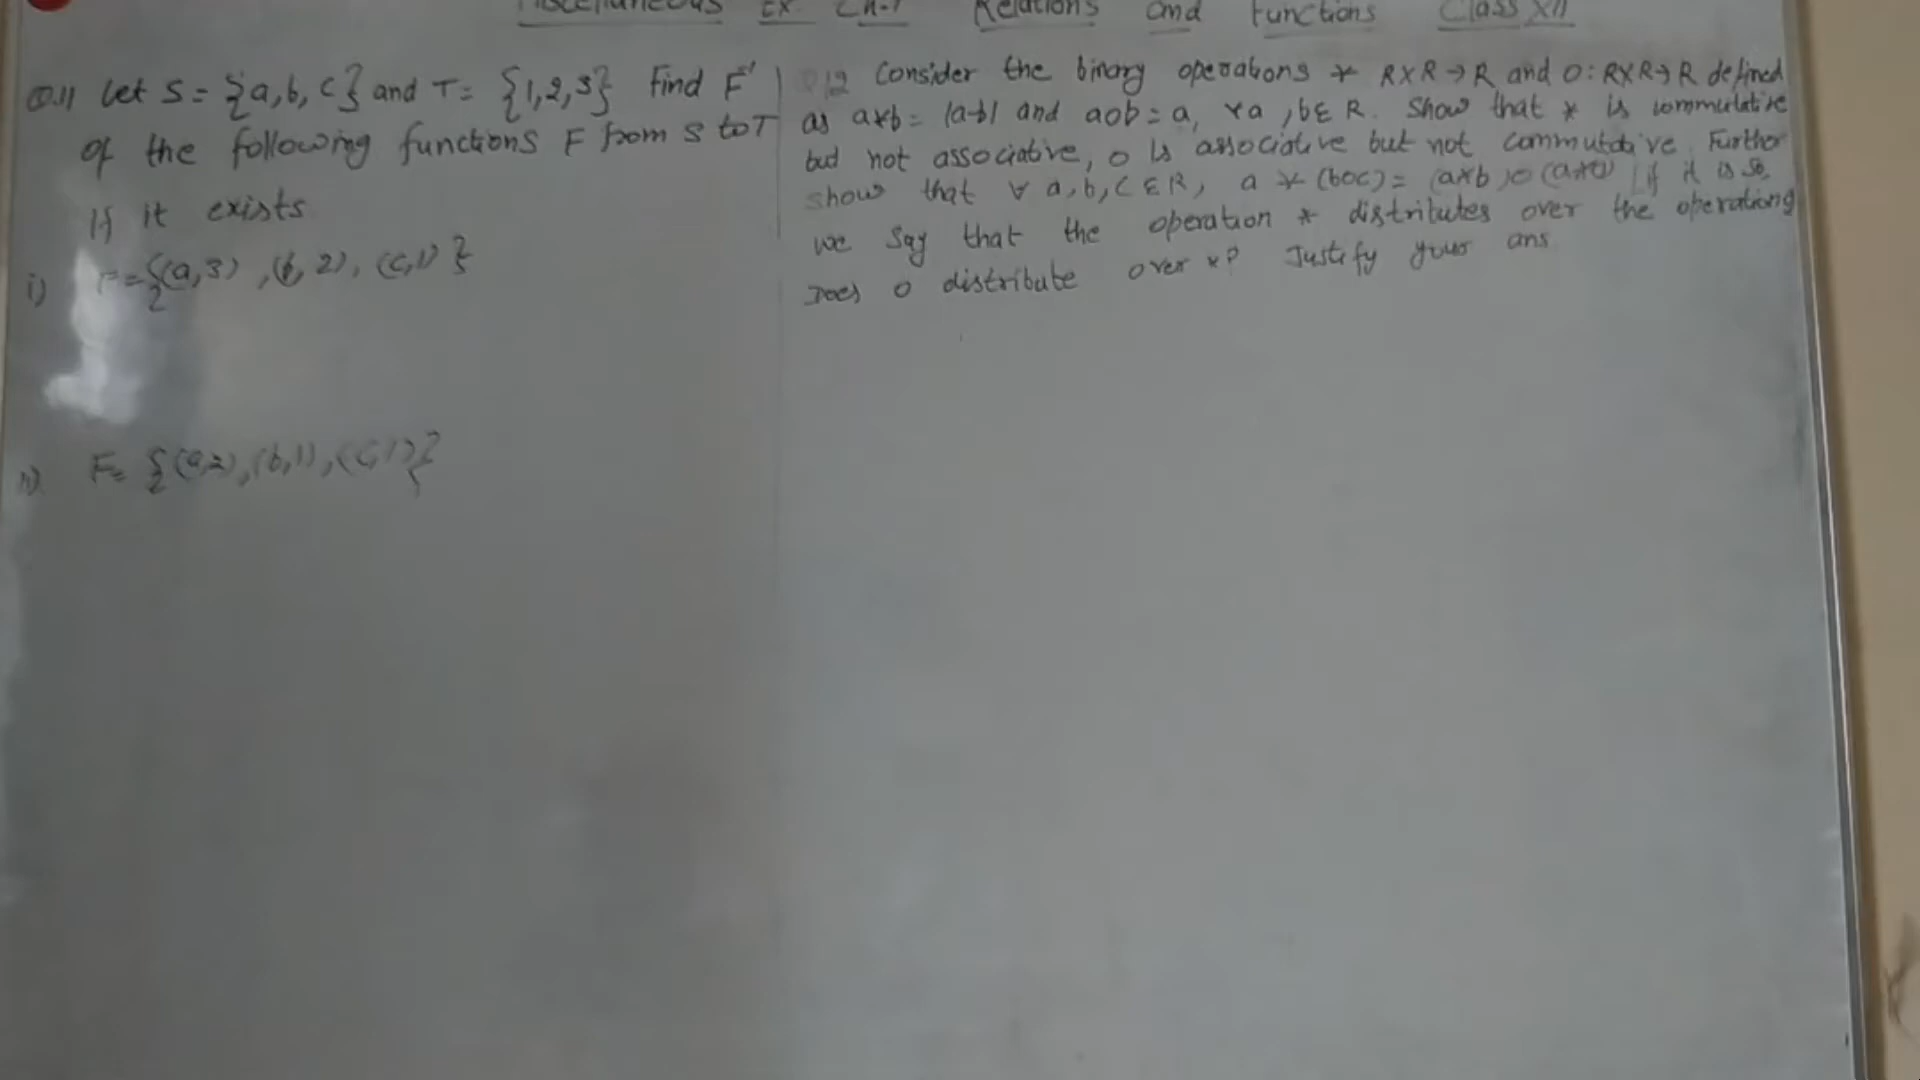 Miscellaneous Ex Ch-1 Relations and Functions Class XII
Q.11 Let S = {a, b, c} and T = {1, 2, 3} Find F⁻¹
of the following functions F from S to T
If it exists
i) F = {(a, 3), (b, 2), (c, 1)}
ii) F = {(a, 2), (b, 1), (c, 1)}
Q12 Consider the binary operations * R×R→R and o: R×R→R defined
as a*b = |a-b| and aob = a, ∀a, b∈R. Show that * is commutative
but not associative, o is associative but not commutative Further
show that ∀ a, b, c ∈ R, a * (boc) = (a*b) o (a*c) If it is so,
we say that the operation * distributes over the operationg
Does o distribute over *? Justify your ans